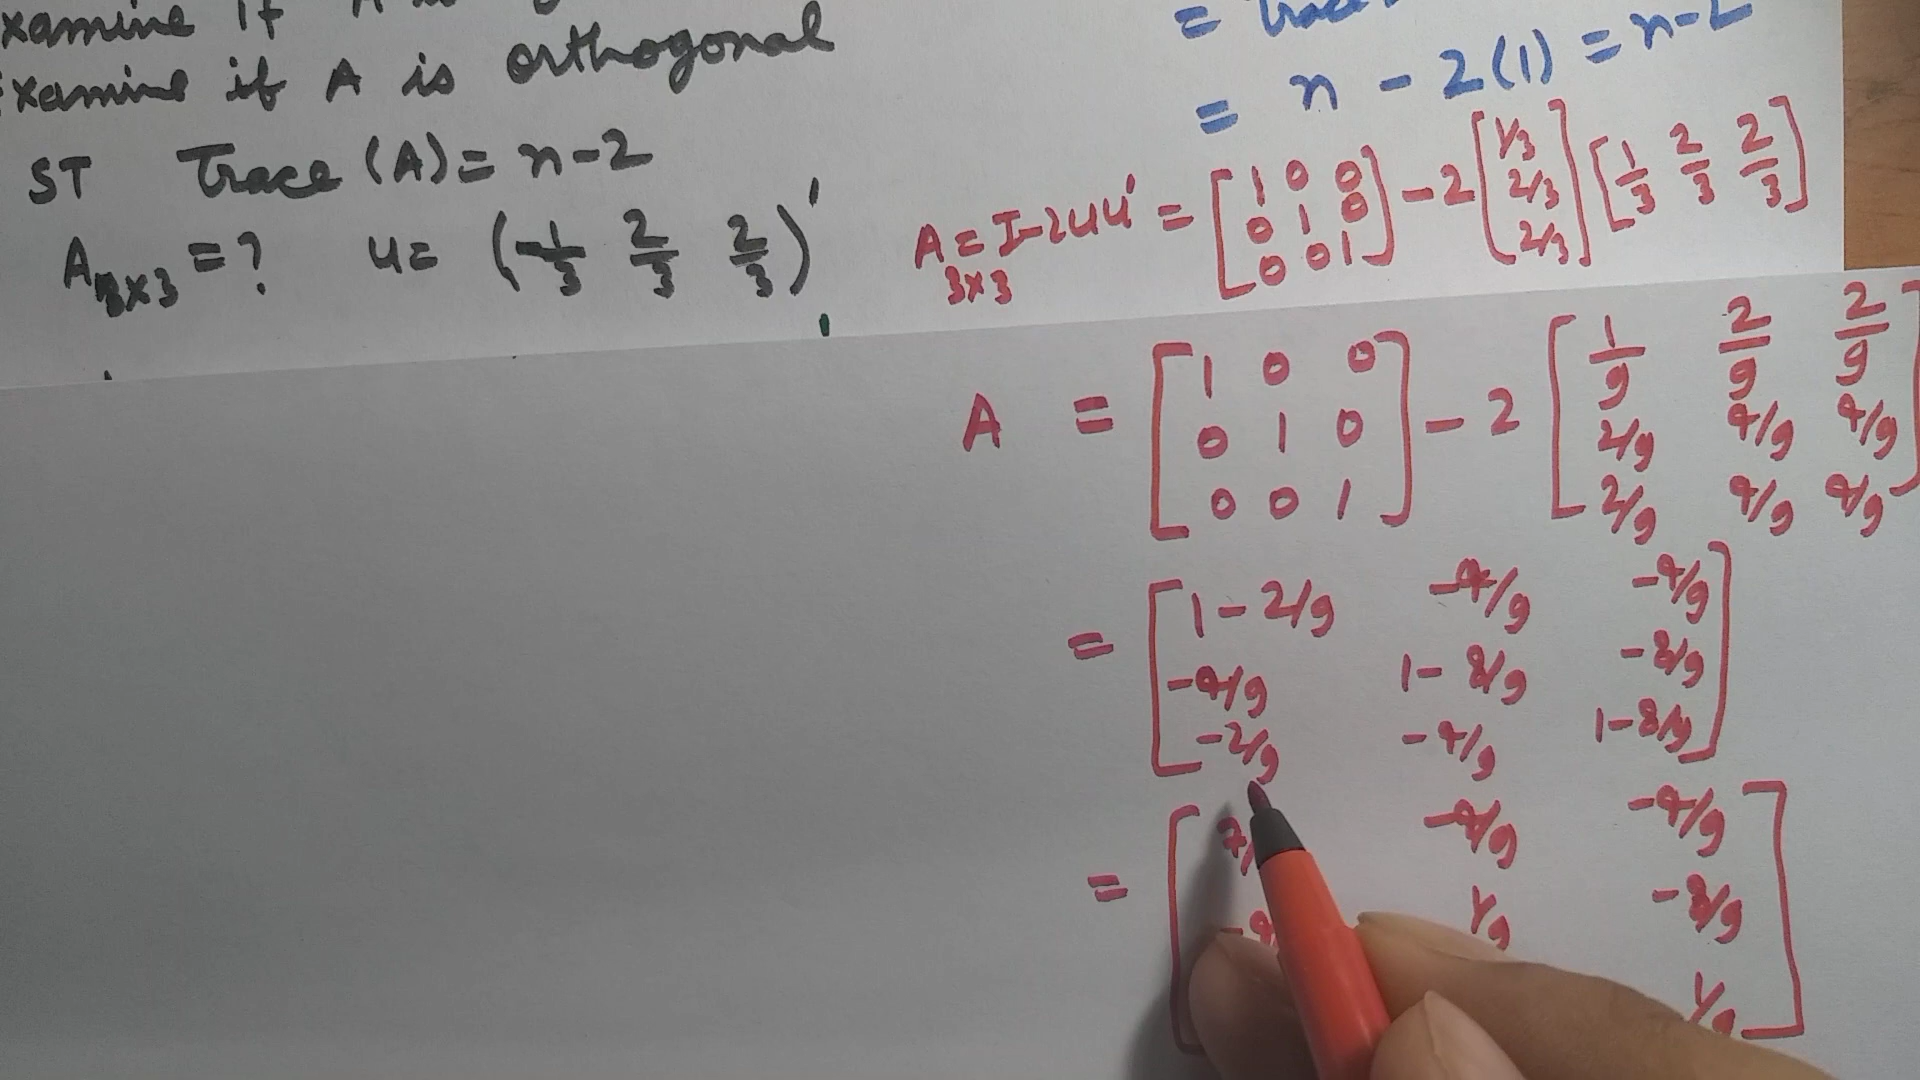 xamine if A is
xamine if A is orthogonal
ST Trace (A) = n-2
A3x3 = ? u = (-1/3 2/3 2/3)'
= Trace
= n - 2(1) = n-2
A = I-2uu' = [1 0 0 0 1 0 0 0 1] - 2 [1/3 2/3 2/3] [1/3 2/3 2/3]
3x3
A = [1 0 0 - 2 [1/9 2/9 2/9
0 1 0 2/9 4/9 4/9
0 0 1] 2/9 4/9 4/9]
= [1-2/9 -4/9 -4/9
-4/9 1-8/9 -8/9
-2/9 -4/9 1-8/9]
= [7/ -4/9 -4/9
1/9 -8/9
1/9]